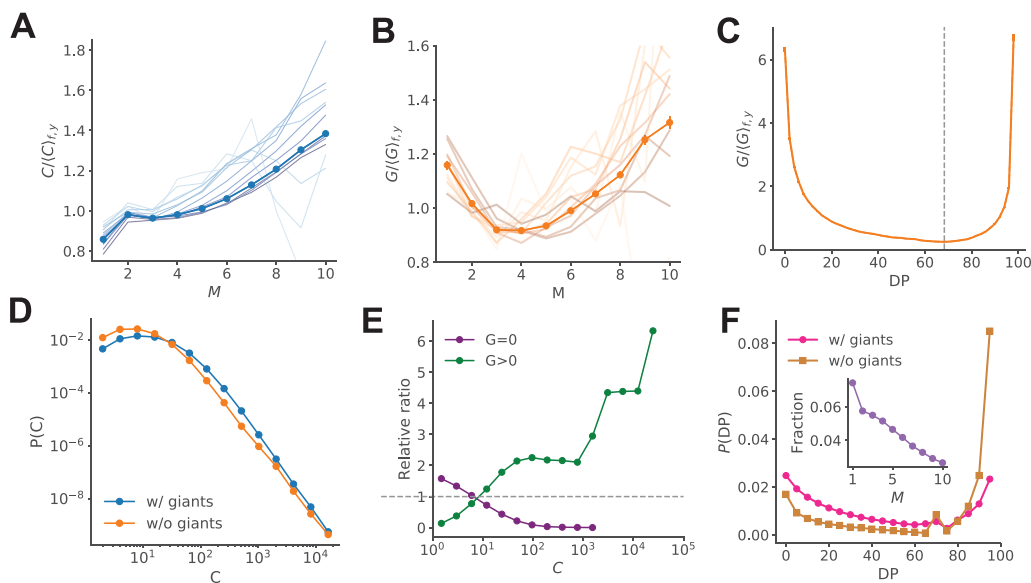 A
C/⟨C⟩f,y
1.8
1.6
1.4
1.2
1.0
0.8
2 4 6 8 10
M
B
G/⟨G⟩f,y
1.6
1.4
1.2
1.0
0.8
2 4 6 8 10
M
C
G/⟨G⟩f,y
6
4
2
0
0 20 40 60 80 100
DP
D
P(C)
10⁻²
10⁻⁴
10⁻⁶
10⁻⁸
w/ giants
w/o giants
10¹ 10² 10³ 10⁴
C
E
Relative ratio
G=0
G>0
6
5
4
3
2
1
0
10⁰ 10¹ 10² 10³ 10⁴ 10⁵
C
F
P(DP)
w/ giants
w/o giants
0.08
0.06
0.04
0.02
0.00
Fraction
0.06
0.04
1 5 10
M
0 20 40 60 80 100
DP